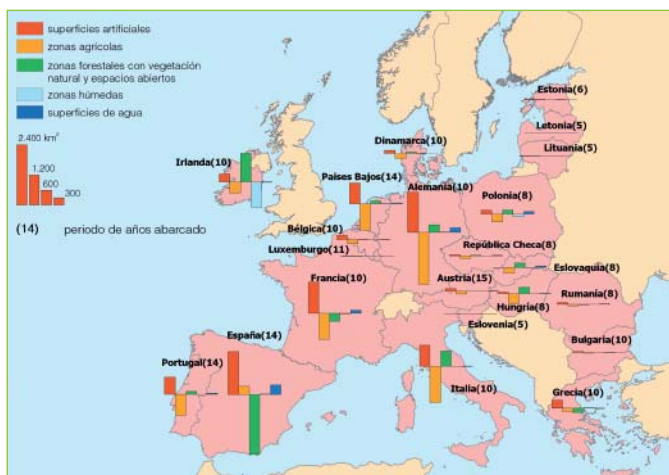 superfícies artificiales
zonas agrícolas
zonas forestales con vegetación
natural y espacios abiertos
zonas húmedas
superfícies de agua
2.400 km²
1.200
600
300
(14) periodo de años abarcado
Estonia(6)
Letonia(5)
Lituania(5)
Dinamarca(10)
Irlanda(10)
Paises Bajos(14)
Alemania(10)
Polonia(8)
Bélgica(10)
Luxemburgo(11)
República Checa(8)
Eslovaquia(8)
Francia(10)
Austria(15)
Hungría(8)
Rumanía(8)
Eslovenia(5)
España(14)
Bulgaria(10)
Portugal(14)
Italia(10)
Grecia(10)